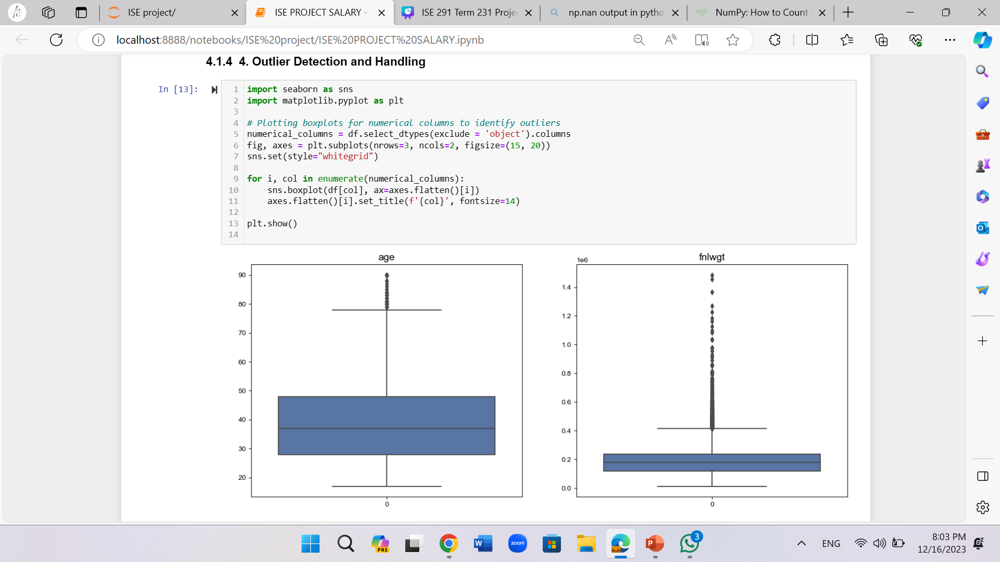 ISE project/
ISE PROJECT SALARY -
ISE 291 Term 231 Proje
np.nan output in pytho
NumPy: How to Count
localhost:8888/notebooks/ISE%20project/ISE%20PROJECT%20SALARY.ipynb
4.1.4 4. Outlier Detection and Handling
In [13]:
1 import seaborn as sns
2 import matplotlib.pyplot as plt
3
4 # Plotting boxplots for numerical columns to identify outliers
5 numerical_columns = df.select_dtypes(exclude = 'object').columns
6 fig, axes = plt.subplots(nrows=3, ncols=2, figsize=(15, 20))
7 sns.set(style="whitegrid")
8
9 for i, col in enumerate(numerical_columns):
10     sns.boxplot(df[col], ax=axes.flatten()[i])
11     axes.flatten()[i].set_title(f'{col}', fontsize=14)
12
13 plt.show()
14
age
90
80
70
60
50
40
30
20
0
fnlwgt
1e6
1.4
1.2
1.0
0.8
0.6
0.4
0.2
0.0
0
PRE
W
zoom
P
3
ENG
8:03 PM
12/16/2023